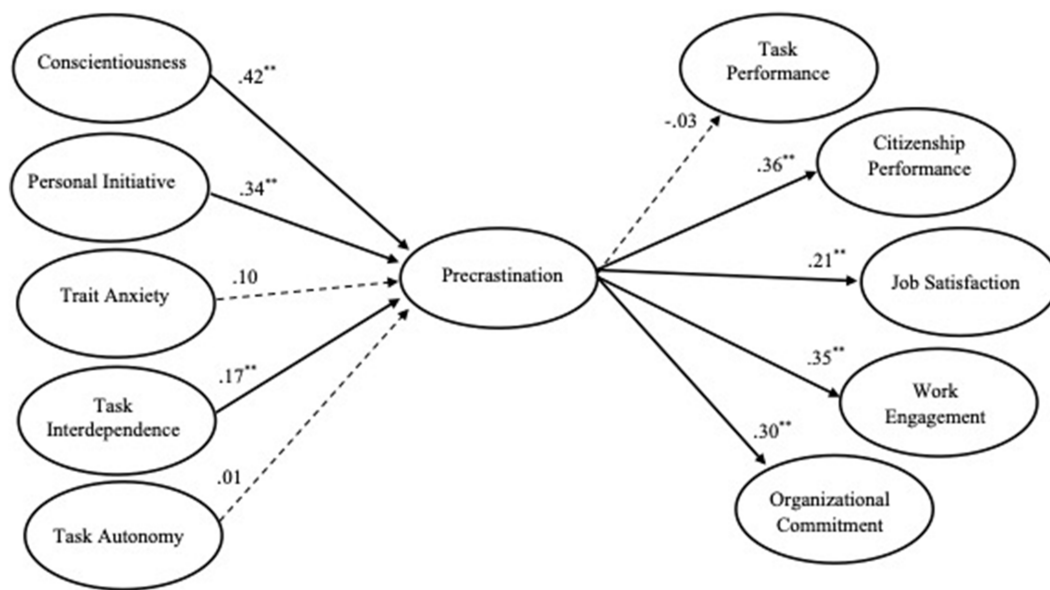 Conscientiousness
.42**
Personal Initiative
.34**
Trait Anxiety
.10
Task
Interdependence
.17**
Task Autonomy
.01
Precrastination
Task
Performance
-.03
Citizenship
Performance
.36**
Job Satisfaction
.21**
Work
Engagement
.35**
Organizational
Commitment
.30**